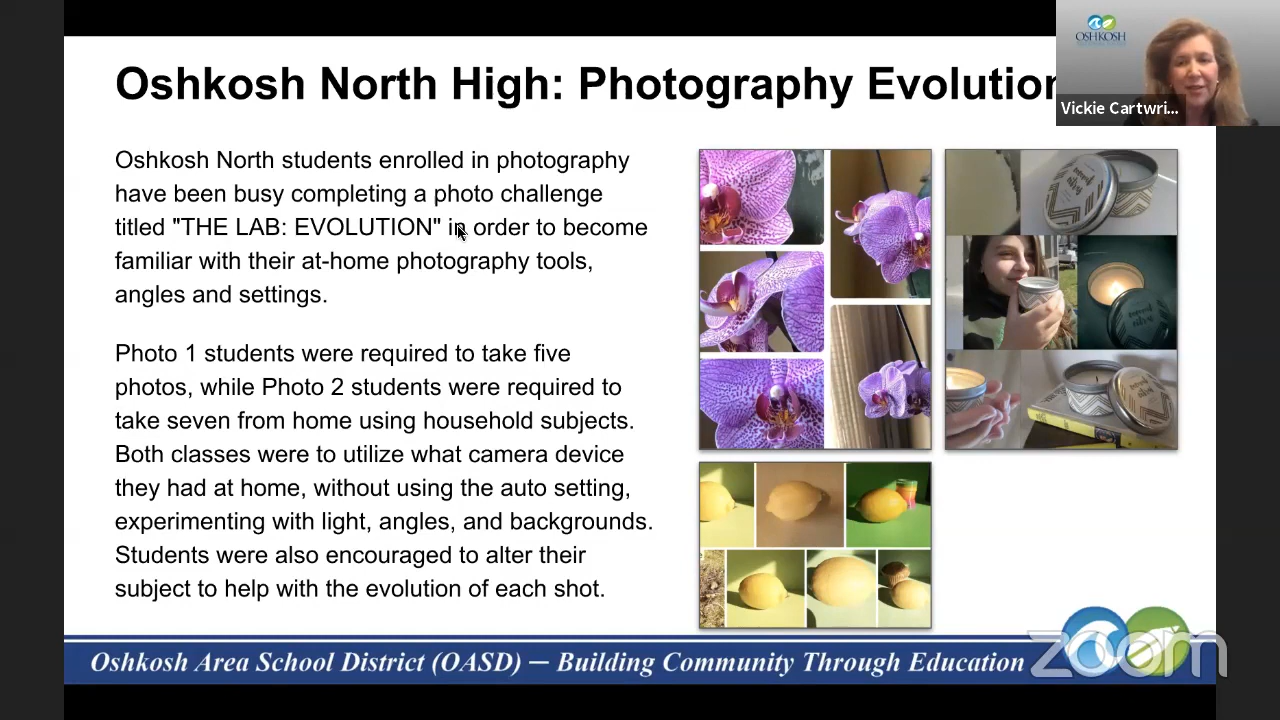 OSHKOSH
Oshkosh North High: Photography Evolution
Vickie Cartwri...
Oshkosh North students enrolled in photography
have been busy completing a photo challenge
titled "THE LAB: EVOLUTION" in order to become
familiar with their at-home photography tools,
angles and settings.
Photo 1 students were required to take five
photos, while Photo 2 students were required to
take seven from home using household subjects.
Both classes were to utilize what camera device
they had at home, without using the auto setting,
experimenting with light, angles, and backgrounds.
Students were also encouraged to alter their
subject to help with the evolution of each shot.
Oshkosh Area School District (OASD) — Building Community Through Education
zoom